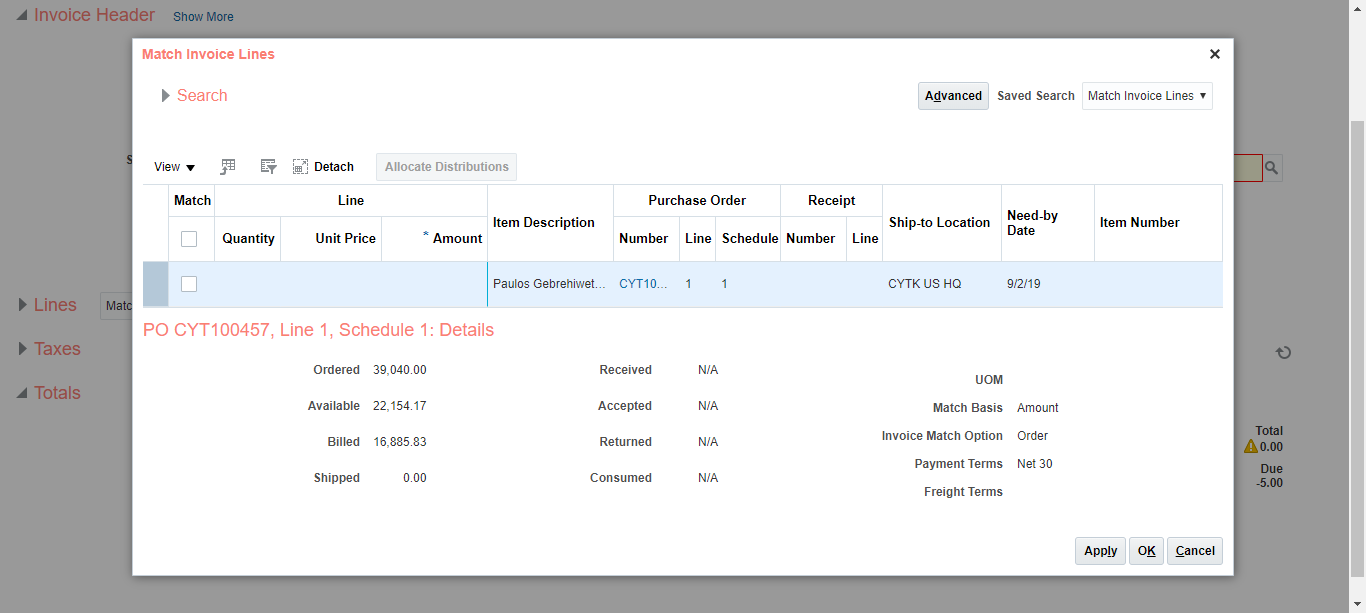 Invoice Header Show More
Match Invoice Lines
Search
Advanced Saved Search Match Invoice Lines
S
View Detach Allocate Distributions
Match Line Item Description Purchase Order Receipt Ship-to Location Need-by Date Item Number
Quantity Unit Price * Amount Number Line Schedule Number Line
Paulos Gebrehiwet... CYT10... 1 1 CYTK US HQ 9/2/19
Lines Matc
PO CYT100457, Line 1, Schedule 1: Details
Taxes
Ordered 39,040.00 Received N/A
UOM
Totals
Available 22,154.17 Accepted N/A Match Basis Amount
Billed 16,885.83 Returned N/A Invoice Match Option Order
Total
0.00
Payment Terms Net 30
Shipped 0.00 Consumed N/A
Due
-5.00
Freight Terms
Apply OK Cancel